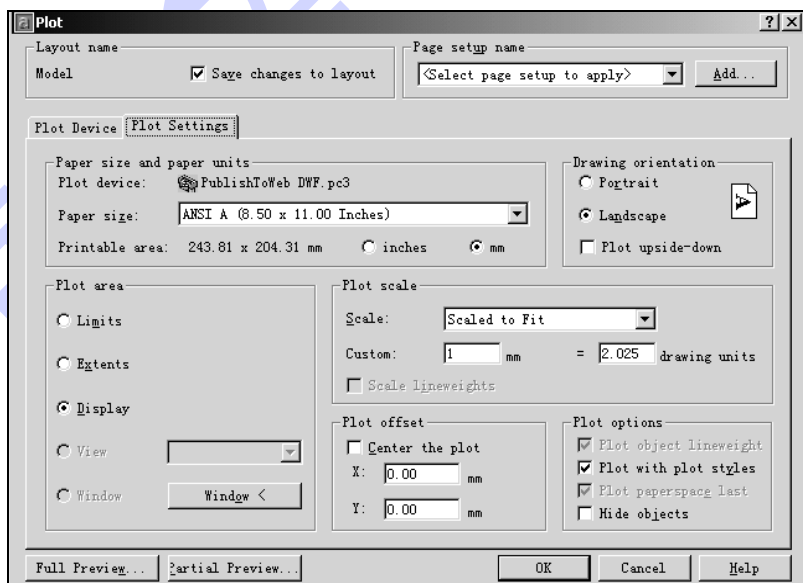 Plot
Layout name
Model
Save changes to layout
Page setup name
<Select page setup to apply>
Add...
Plot Device
Plot Settings
Paper size and paper units
Plot device: PublishToWeb DWF.pc3
Paper size: ANSI A (8.50 x 11.00 Inches)
Printable area: 243.81 x 204.31 mm inches mm
Drawing orientation
Portrait
Landscape
Plot upside-down
A
Plot area
Limits
Extents
Display
View
Window
Window <
Plot scale
Scale: Scaled to Fit
Custom: 1 mm = 2.025 drawing units
Scale lineweights
Plot offset
Center the plot
X: 0.00 mm
Y: 0.00 mm
Plot options
Plot object lineweight
Plot with plot styles
Plot paperspace last
Hide objects
Full Preview...
Partial Preview...
OK
Cancel
Help